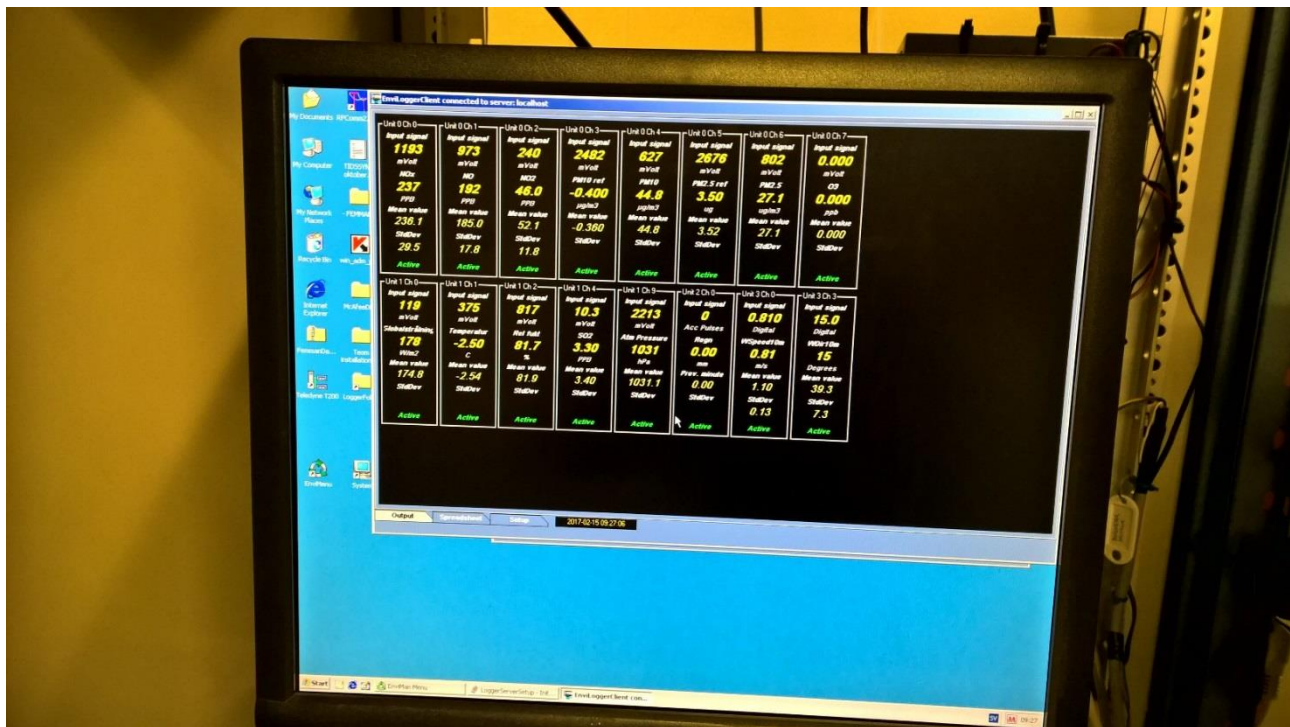 EnviLoggerClient connected to server: localhost
My Documents
My Computer
My Network Places
Recycle Bin
Internet Explorer
Teledyne T200
EnviMenu
Unit 0 Ch 0
Input signal
1193
mVolt
NOx
237
PPB
Mean value
236.1
StdDev
29.5
Active
Unit 0 Ch 1
Input signal
973
mVolt
NO
192
PPB
Mean value
185.0
StdDev
17.8
Active
Unit 0 Ch 2
Input signal
240
mVolt
NO2
46.0
PPB
Mean value
52.1
StdDev
11.8
Active
Unit 0 Ch 3
Input signal
2482
mVolt
PM10 ref
-0.400
µg/m3
Mean value
-0.360
StdDev
Active
Unit 0 Ch 4
Input signal
627
mVolt
PM10
44.8
µg/m3
Mean value
44.8
StdDev
Active
Unit 0 Ch 5
Input signal
2676
mVolt
PM2.5 ref
3.50
ug
Mean value
3.52
StdDev
Active
Unit 0 Ch 6
Input signal
802
mVolt
PM2.5
27.1
ug/m3
Mean value
27.1
StdDev
Active
Unit 0 Ch 7
Input signal
0.000
mVolt
O3
0.000
ppb
Mean value
0.000
StdDev
Active
Unit 1 Ch 0
Input signal
119
mVolt
Globalstrålning
178
W/m2
Mean value
174.8
StdDev
Active
Unit 1 Ch 1
Input signal
375
mVolt
Temperatur
-2.50
C
Mean value
-2.54
StdDev
Active
Unit 1 Ch 2
Input signal
817
mVolt
Rel fukt
81.7
%
Mean value
81.9
StdDev
Active
Unit 1 Ch 4
Input signal
10.3
mVolt
SO2
3.30
PPB
Mean value
3.40
StdDev
Active
Unit 1 Ch 9
Input signal
2213
mVolt
Atm Pressure
1031
hPa
Mean value
1031.1
StdDev
Active
Unit 2 Ch 0
Input signal
0
Acc Pulses
Regn
0.00
mm
Prev. minute
0.00
StdDev
Active
Unit 3 Ch 0
Input signal
0.810
Digital
WSpeed10m
0.81
m/s
Mean value
1.10
StdDev
0.13
Active
Unit 3 Ch 3
Input signal
15.0
Digital
WDir10m
15
Degrees
Mean value
39.3
StdDev
7.3
Active
Output
Spreadsheet
Setup
2017-02-15 09:27:06
Start
EnviMan Menu
LoggerServerSetup - Init
EnviLoggerClient con...
SV
09:27